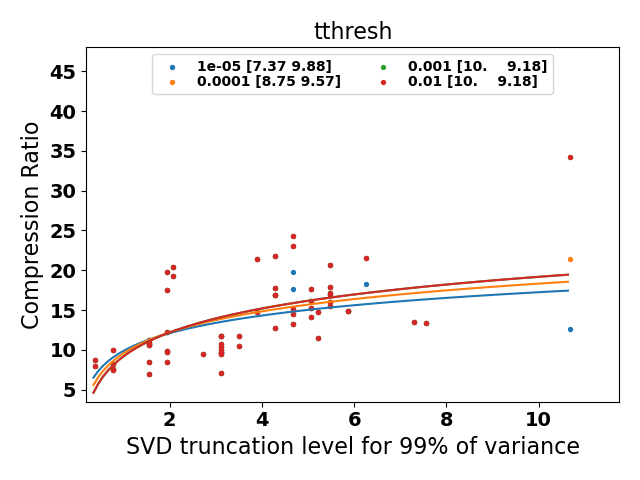 tthresh
1e-05 [7.37 9.88]
0.0001 [8.75 9.57]
0.001 [10. 9.18]
0.01 [10. 9.18]
Compression Ratio
45
40
35
30
25
20
15
10
5
2 4 6 8 10
SVD truncation level for 99% of variance